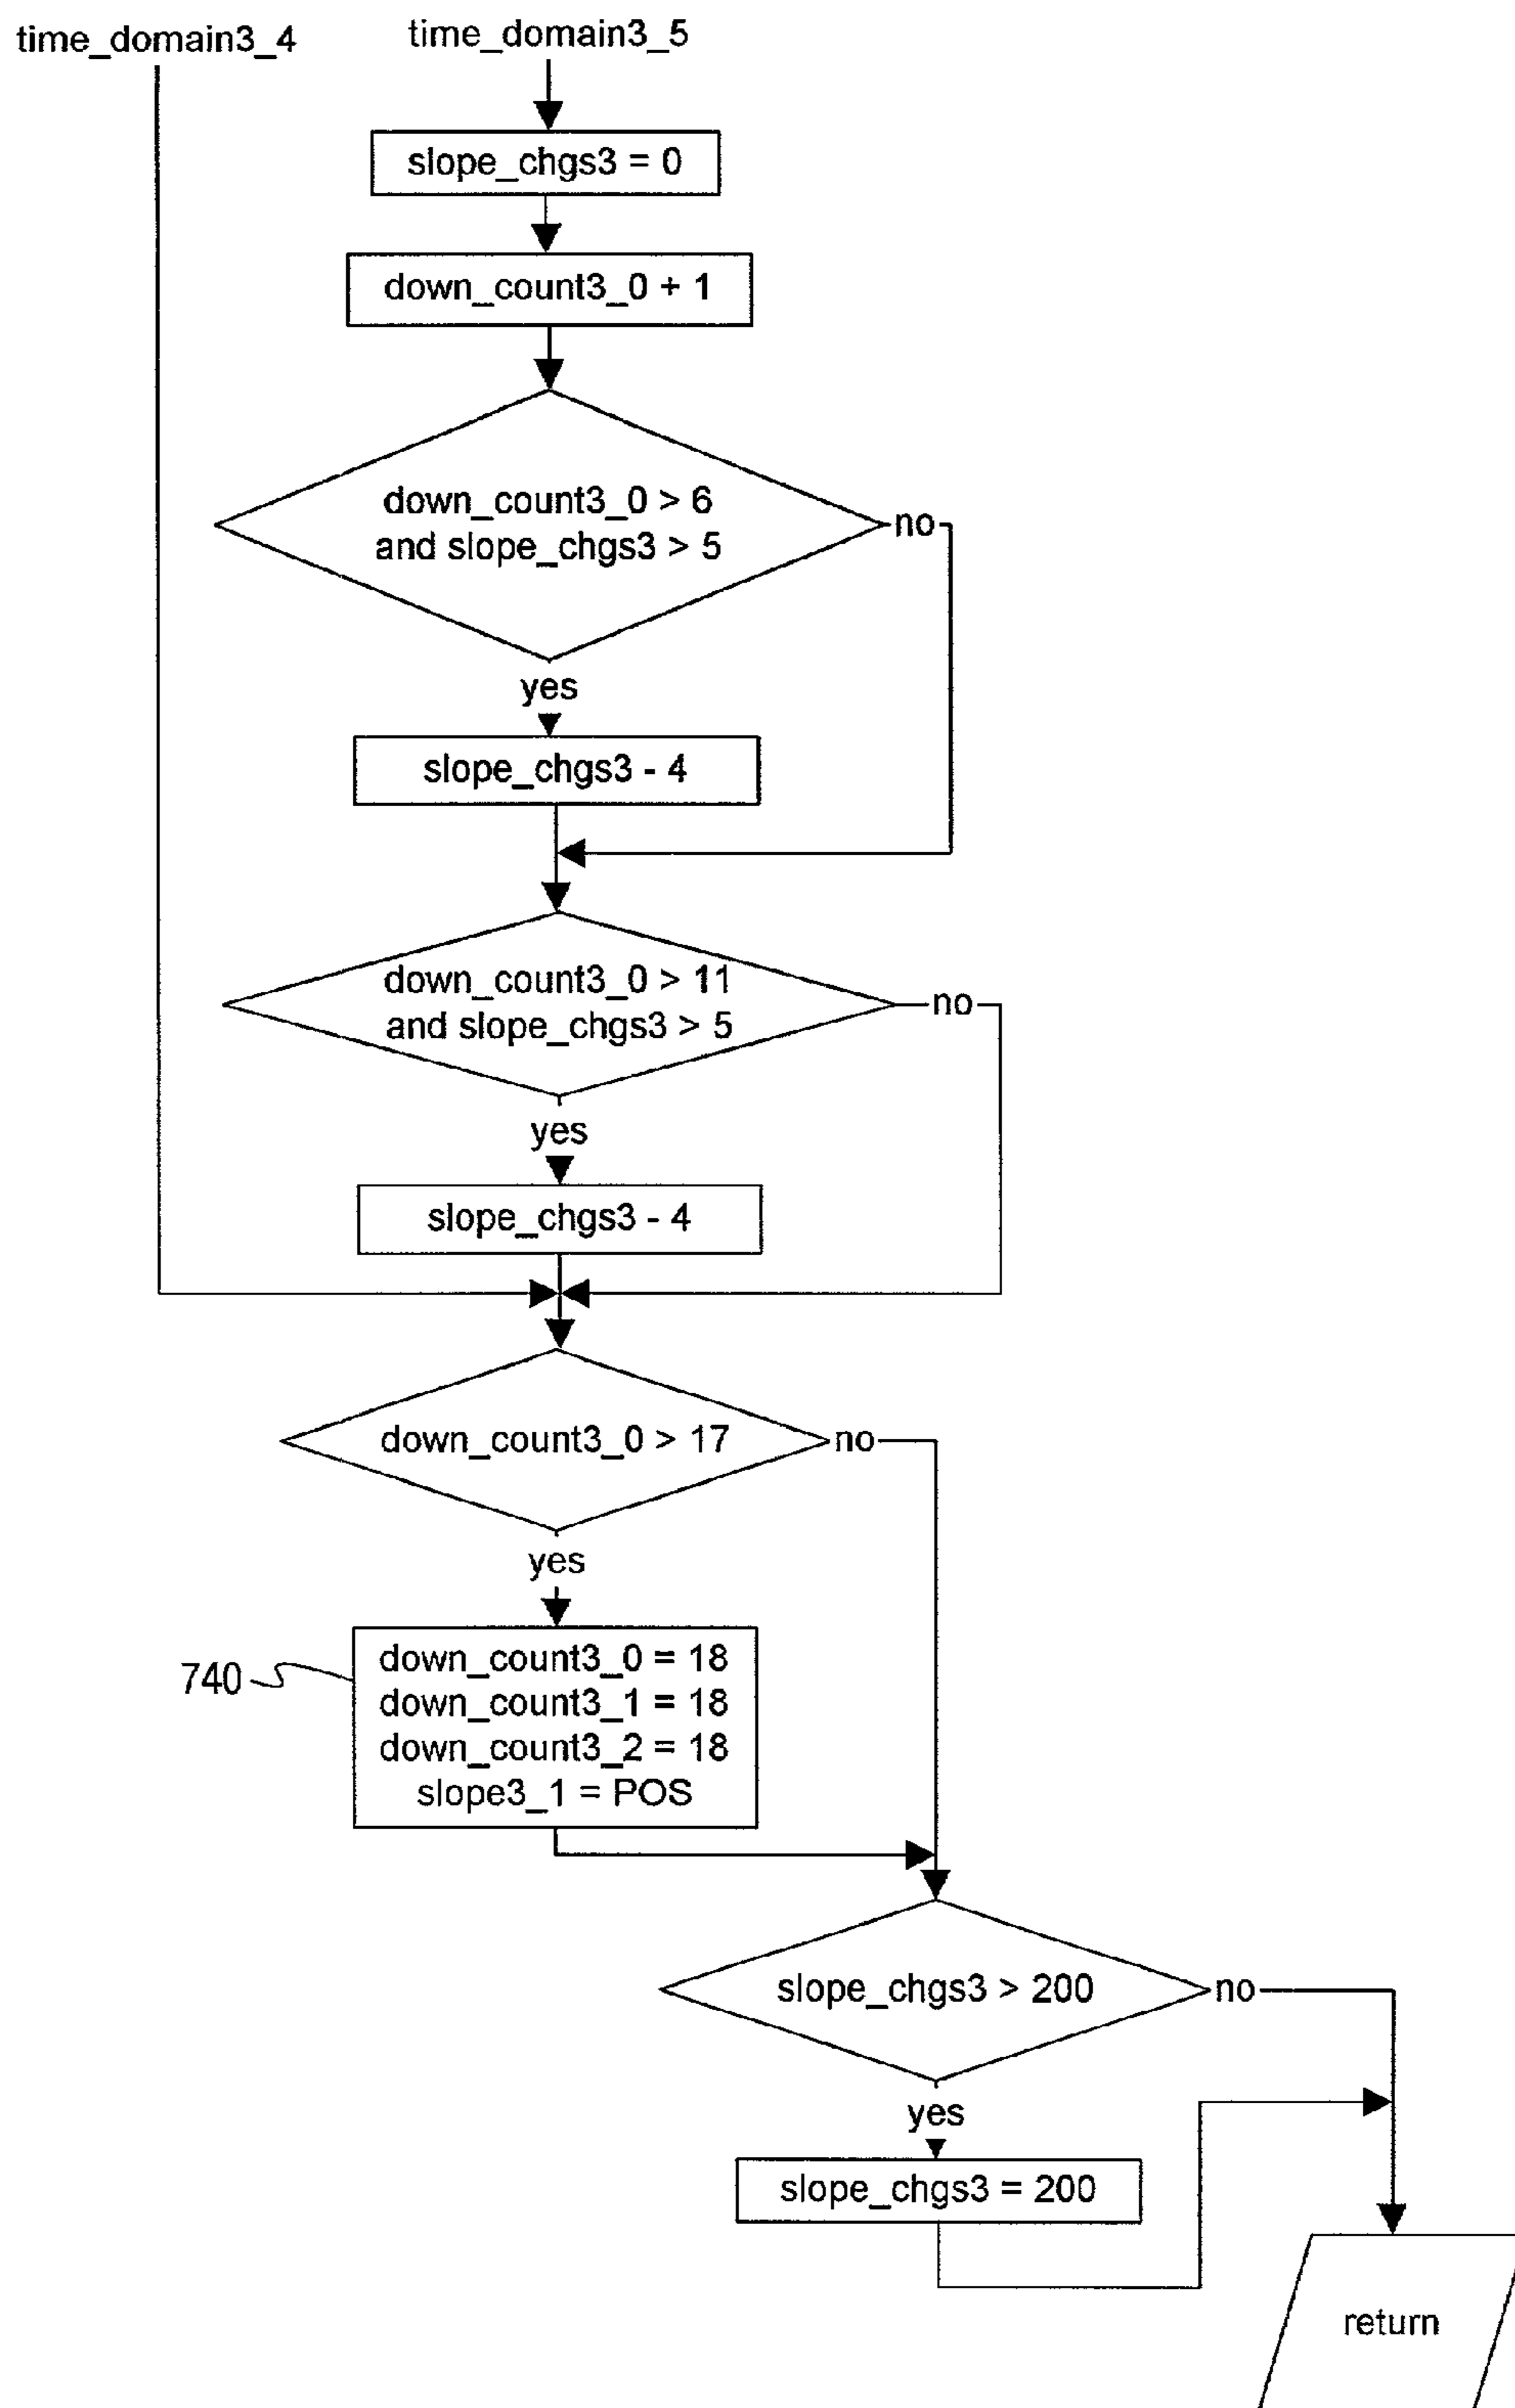 time_domain3_4
time_domain3_5
slope_chgs3 = 0
down_count3_0 + 1
down_count3_0 > 6
and slope_chgs3 > 5
no
yes
slope_chgs3 - 4
down_count3_0 > 11
and slope_chgs3 > 5
no
yes
slope_chgs3 - 4
down_count3_0 > 17
no
yes
740
down_count3_0 = 18
down_count3_1 = 18
down_count3_2 = 18
slope3_1 = POS
slope_chgs3 > 200
no
yes
slope_chgs3 = 200
return